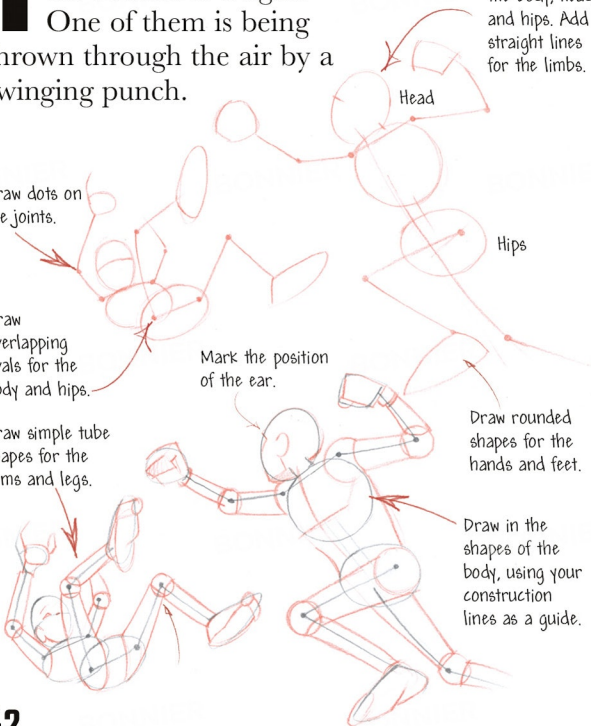 One of them is being
hrown through the air by a
winging punch.
and hips. Add
straight lines
for the limbs.
Head
raw dots on
e joints.
Hips
raw
verlapping
vals for the
ody and hips.
Mark the position
of the ear.
raw simple tube
apes for the
ms and legs.
Draw rounded
shapes for the
hands and feet.
Draw in the
shapes of the
body, using your
construction
lines as a guide.
2